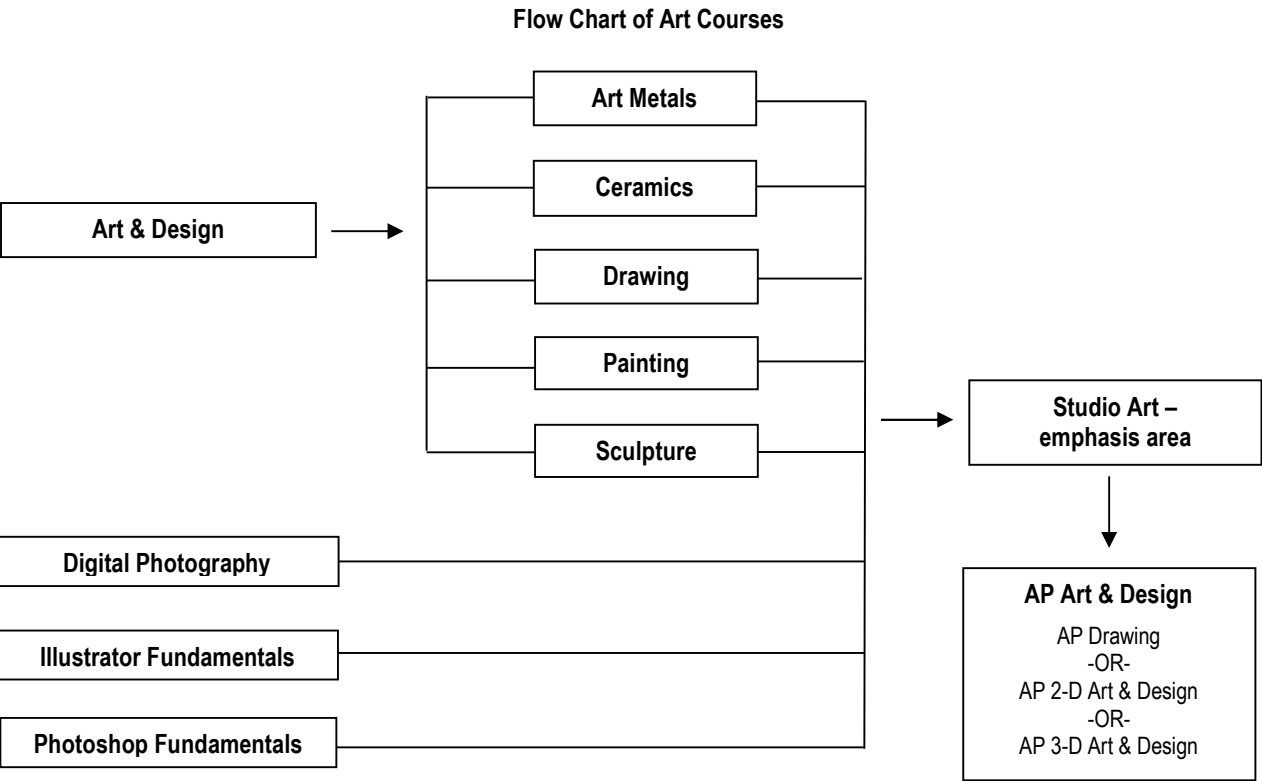 Flow Chart of Art Courses
Art Metals
Ceramics
Art & Design
Drawing
Painting
Sculpture
Studio Art –
emphasis area
Digital Photography
Illustrator Fundamentals
Photoshop Fundamentals
AP Art & Design
AP Drawing
-OR-
AP 2-D Art & Design
-OR-
AP 3-D Art & Design